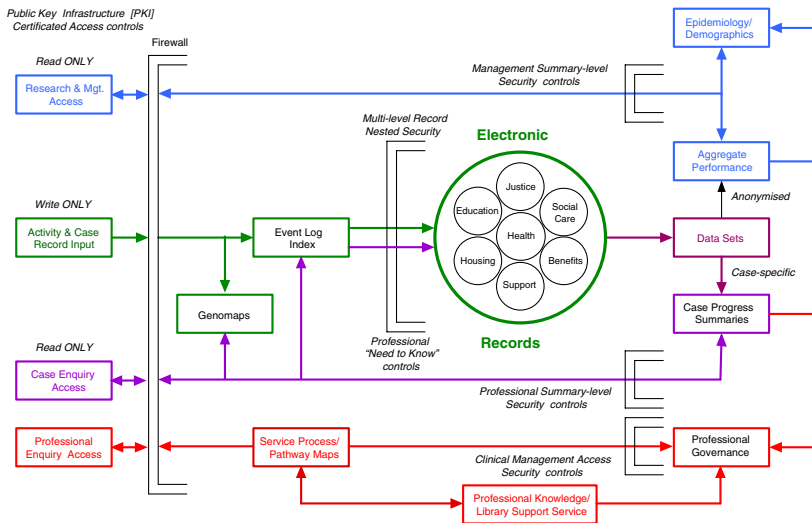 Public Key Infrastructure [PKI]
Certificated Access controls
Firewall
Epidemiology/
Demographics
Read ONLY
Research & Mgt.
Access
Management Summary-level
Security controls
Multi-level Record
Nested Security
Electronic
Aggregate
Performance
Justice
Education
Social
Care
Health
Housing
Benefits
Support
Anonymised
Write ONLY
Activity & Case
Record Input
Event Log
Index
Data Sets
Case-specific
Genomaps
Case Progress
Summaries
Records
Professional
“Need to Know”
controls
Read ONLY
Case Enquiry
Access
Professional Summary-level
Security controls
Professional
Enquiry Access
Service Process/
Pathway Maps
Professional
Governance
Clinical Management Access
Security controls
Professional Knowledge/
Library Support Service